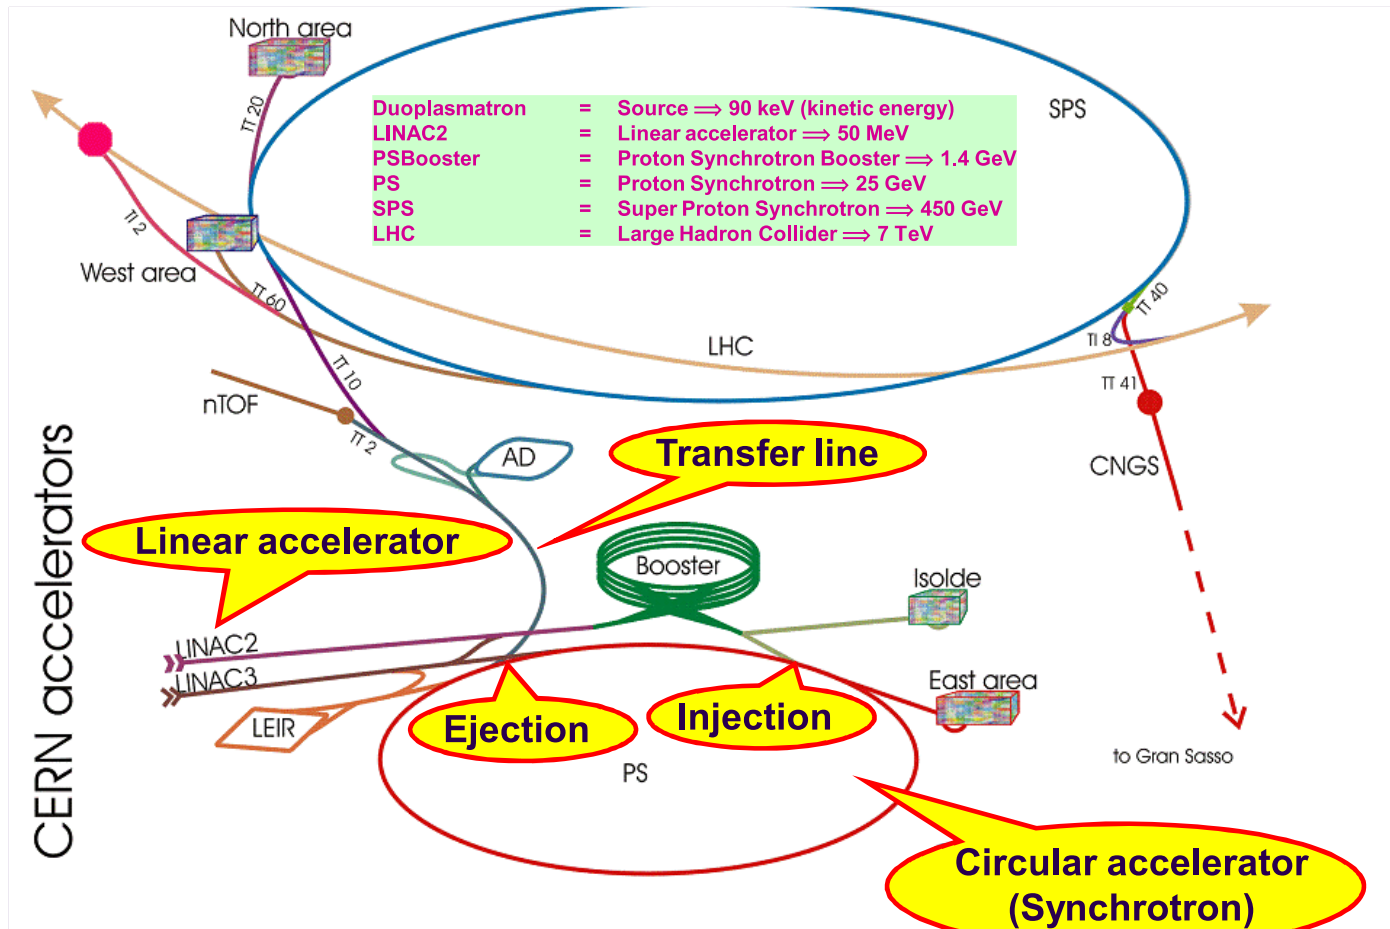 North area
TT 20
SPS
Duoplasmatron = Source ⟹ 90 keV (kinetic energy)
LINAC2 = Linear accelerator ⟹ 50 MeV
PSBooster = Proton Synchrotron Booster ⟹ 1.4 GeV
PS = Proton Synchrotron ⟹ 25 GeV
SPS = Super Proton Synchrotron ⟹ 450 GeV
LHC = Large Hadron Collider ⟹ 7 TeV
TI 2
West area
TT 60
TT 40
TI 8
LHC
TT 10
TT 41
nTOF
TT 2
AD
Transfer line
CNGS
Linear accelerator
Booster
Isolde
LINAC2
LINAC3
East area
LEIR
Ejection
Injection
PS
to Gran Sasso
Circular accelerator
(Synchrotron)
CERN accelerators